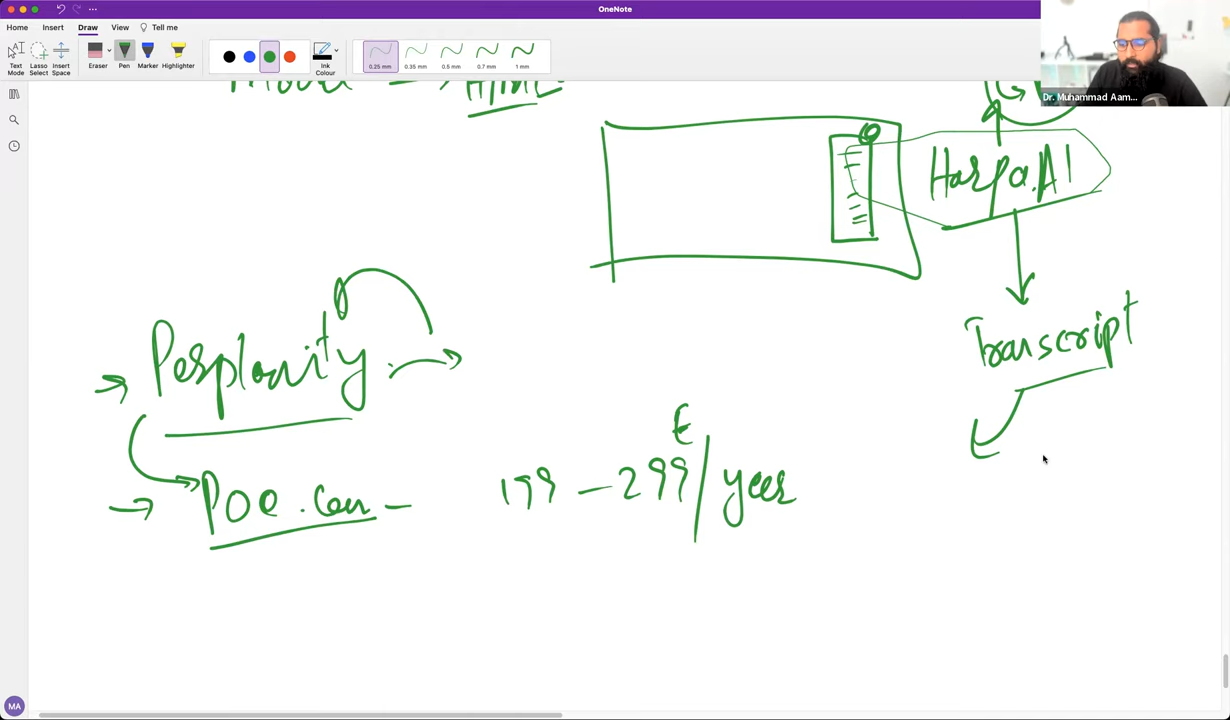 OneNote
Home Insert Draw View Tell me
Text Mode
Lasso Select
Insert Space
Eraser
Pen
Marker
Highlighter
Ink Colour
0.25 mm
0.35 mm
0.5 mm
0.7 mm
1 mm
Dr. Muhammad Aam...
Harpa.AI
Transcript
Perplexity
POE.com
€
199 - 299 / year
MA